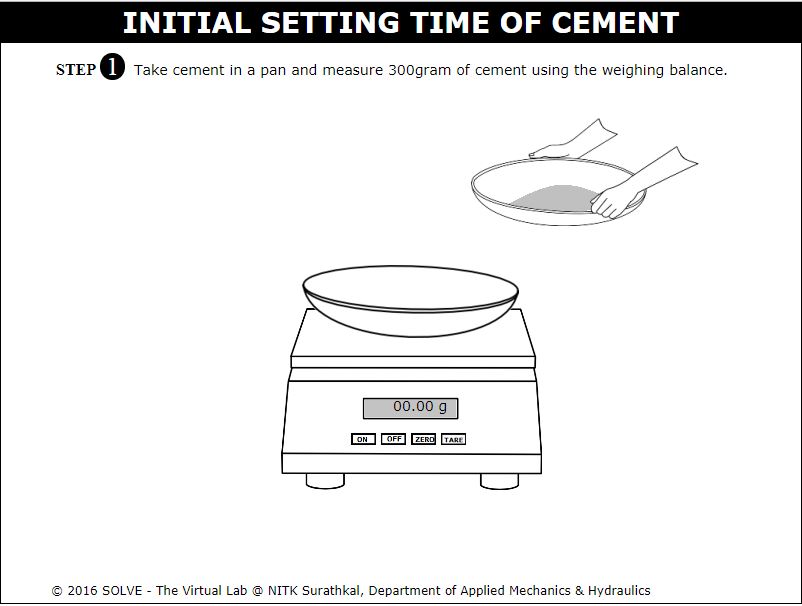 INITIAL SETTING TIME OF CEMENT
STEP 1 Take cement in a pan and measure 300gram of cement using the weighing balance.
00.00 g
ON OFF ZERO TARE
© 2016 SOLVE - The Virtual Lab @ NITK Surathkal, Department of Applied Mechanics & Hydraulics